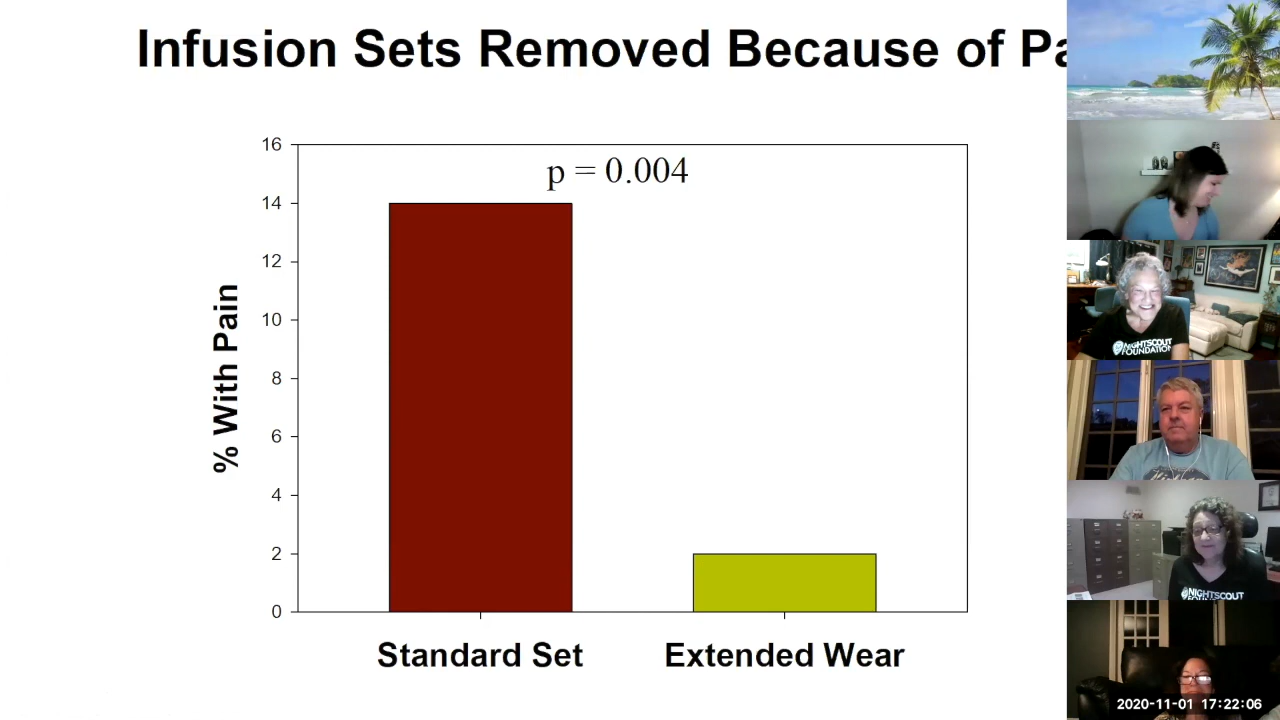 Infusion Sets Removed Because of Pa
p = 0.004
16
14
12
10
8
6
4
2
0
% With Pain
Standard Set
Extended Wear
NIGHTSCOUT
FOUNDATION
NIGHTSCOUT
2020-11-01 17:22:06